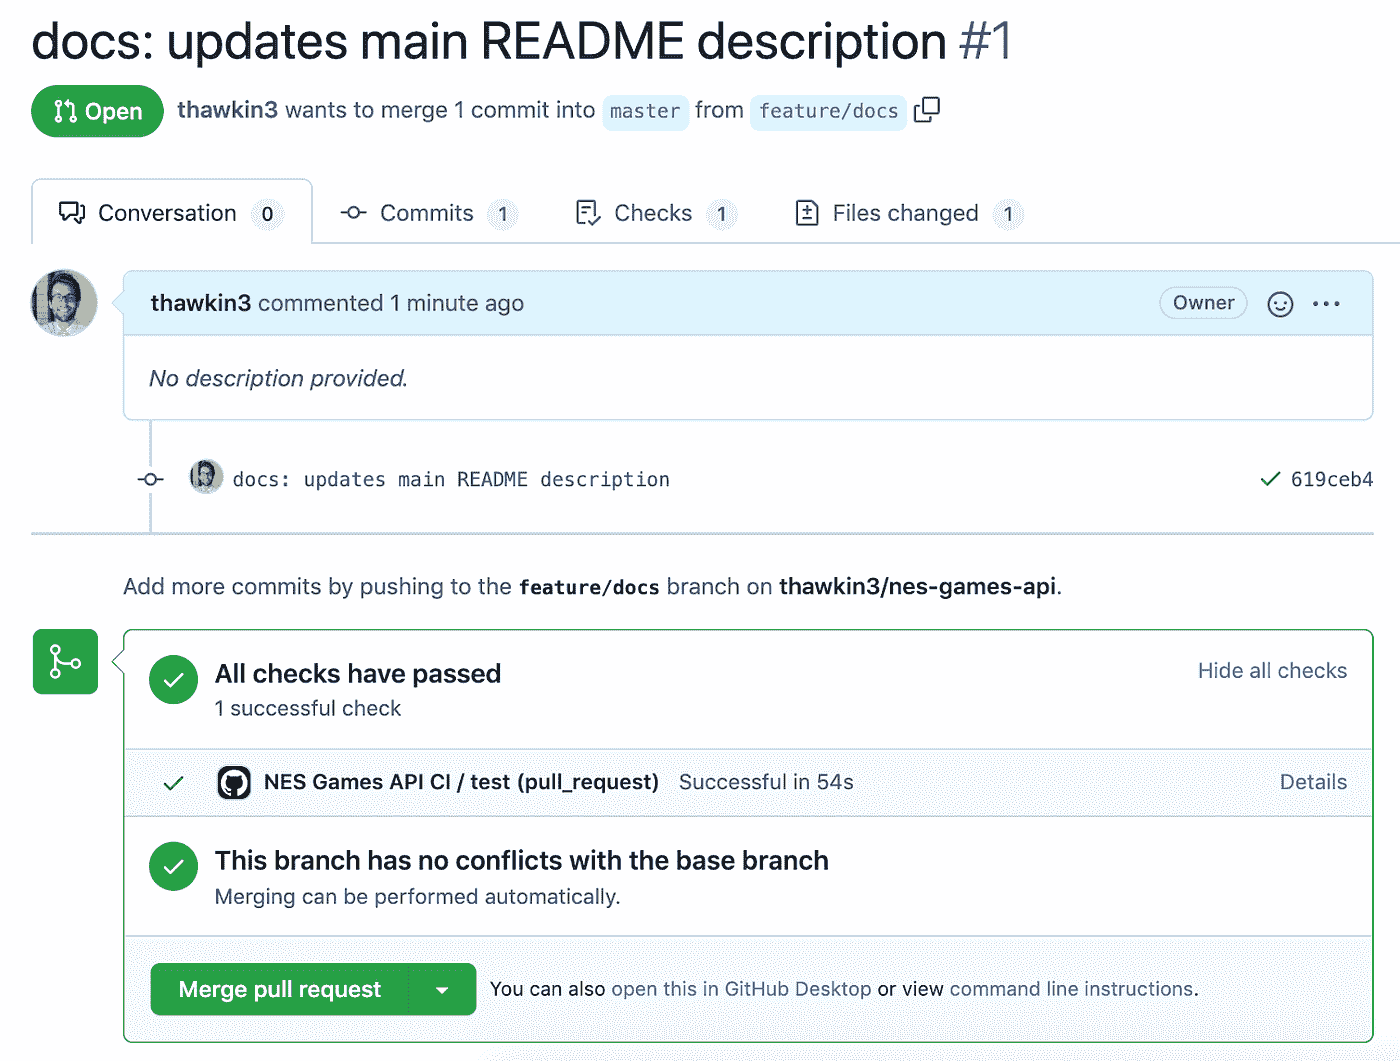 docs: updates main README description #1
Open thawkin3 wants to merge 1 commit into master from feature/docs
Conversation 0 Commits 1 Checks 1 Files changed 1
thawkin3 commented 1 minute ago Owner
No description provided.
docs: updates main README description 619ceb4
Add more commits by pushing to the feature/docs branch on thawkin3/nes-games-api.
All checks have passed Hide all checks
1 successful check
NES Games API CI / test (pull_request) Successful in 54s Details
This branch has no conflicts with the base branch
Merging can be performed automatically.
Merge pull request You can also open this in GitHub Desktop or view command line instructions.